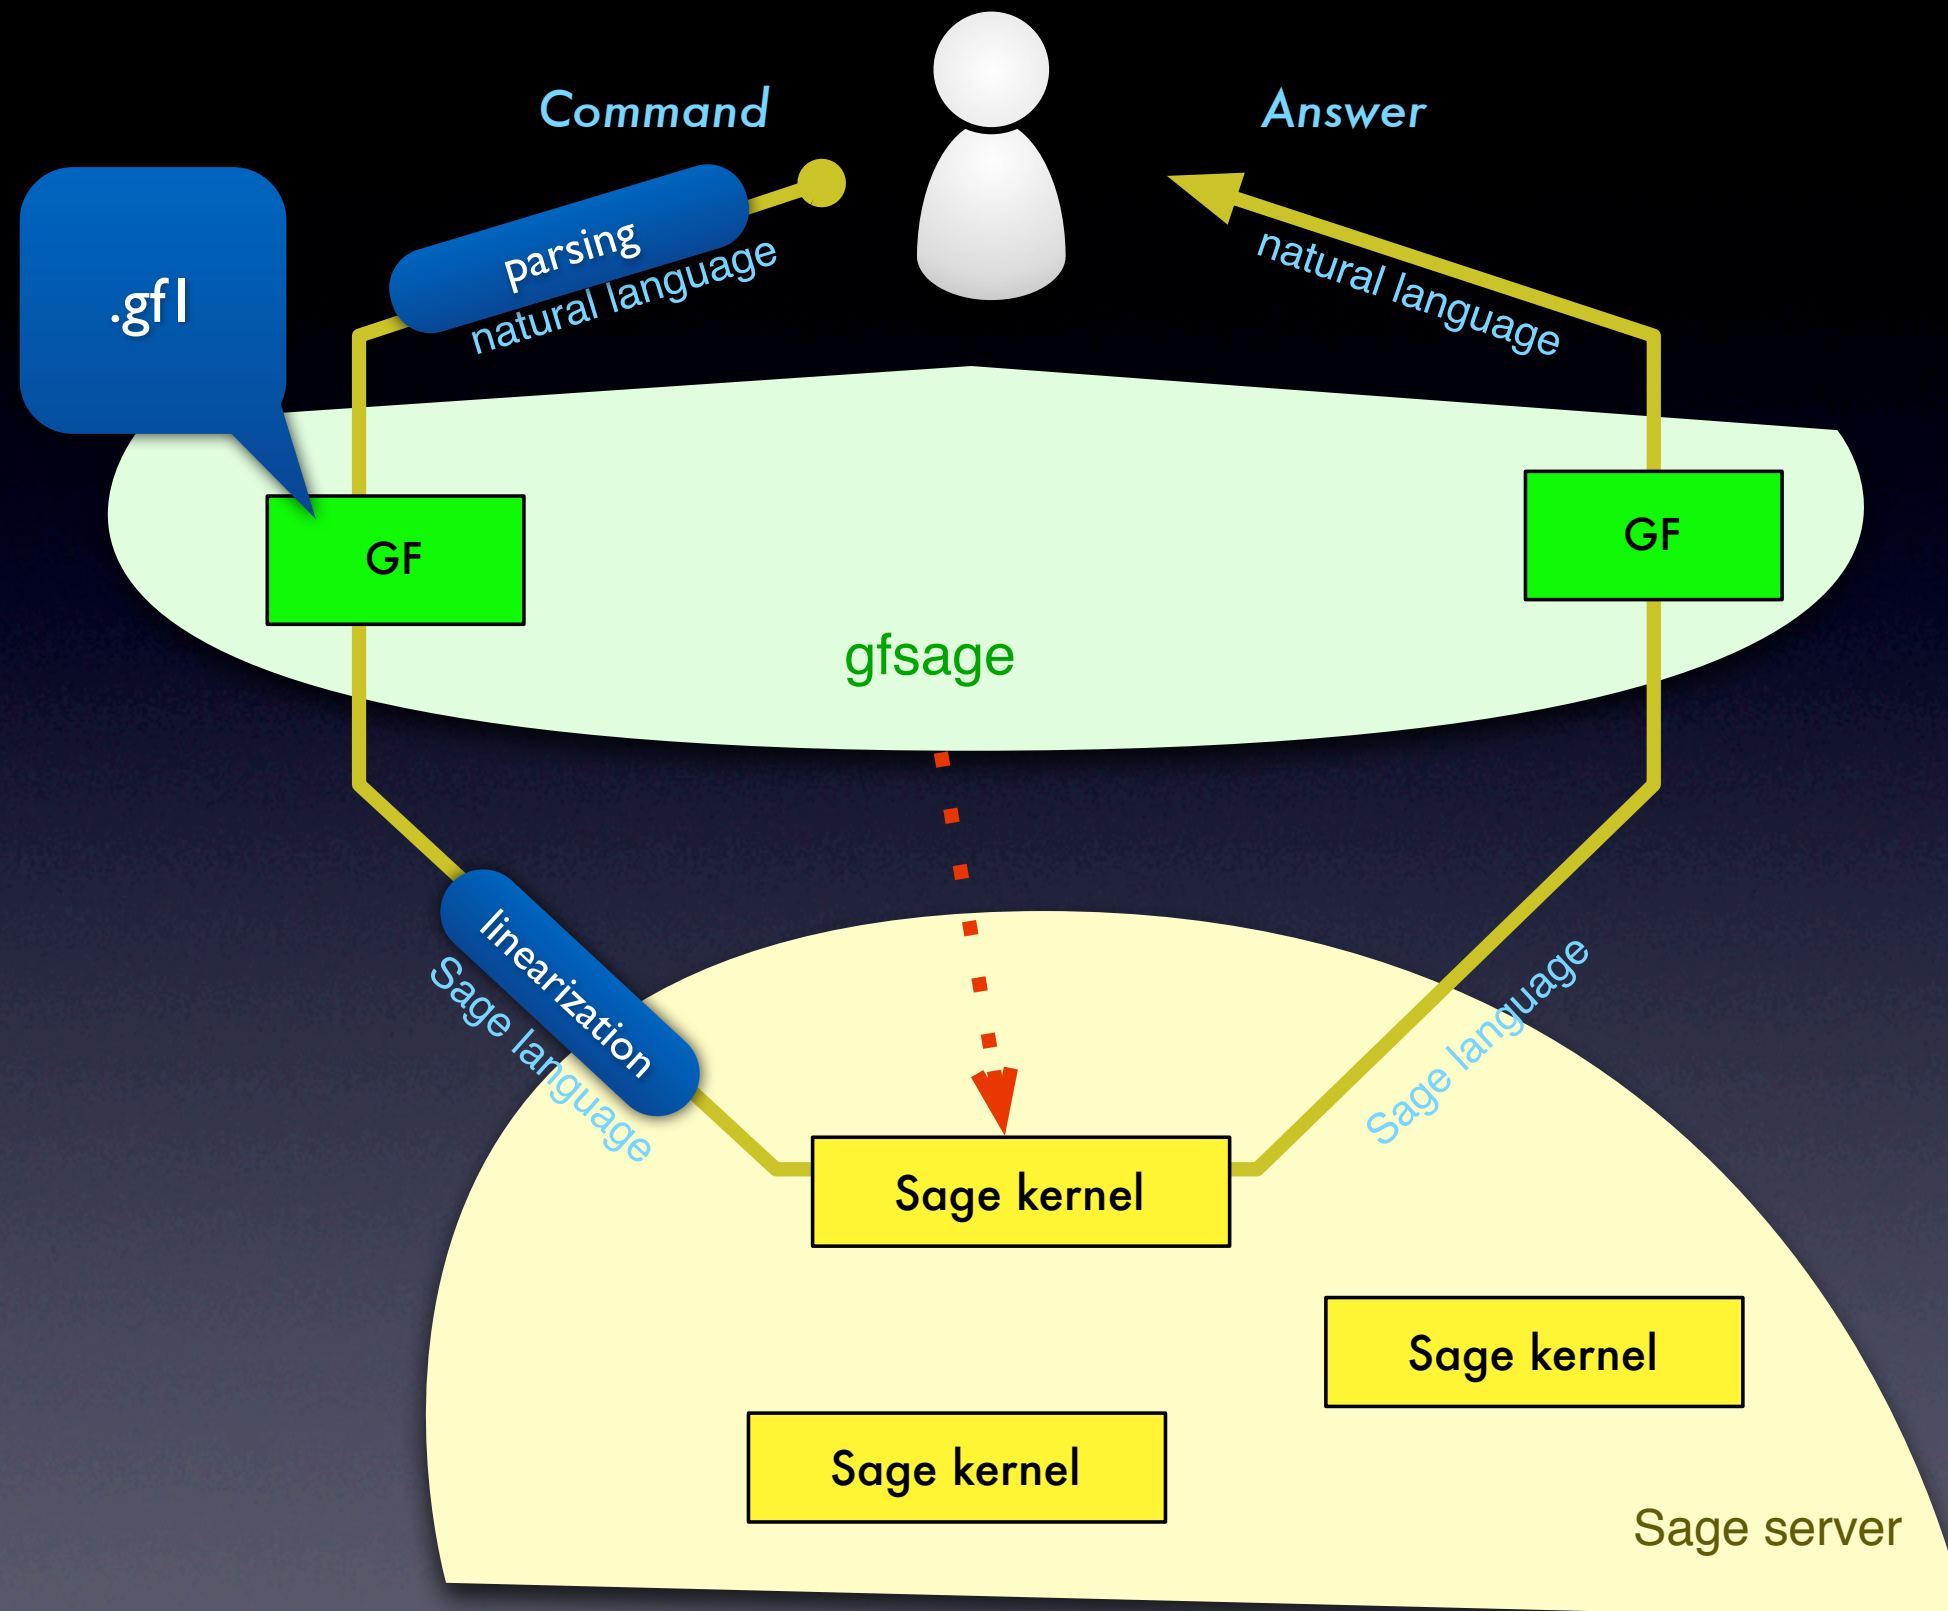 Command
Answer
parsing
natural language
natural language
.gf1
GF
GF
gfsage
linearization
Sage language
Sage language
Sage kernel
Sage kernel
Sage kernel
Sage server